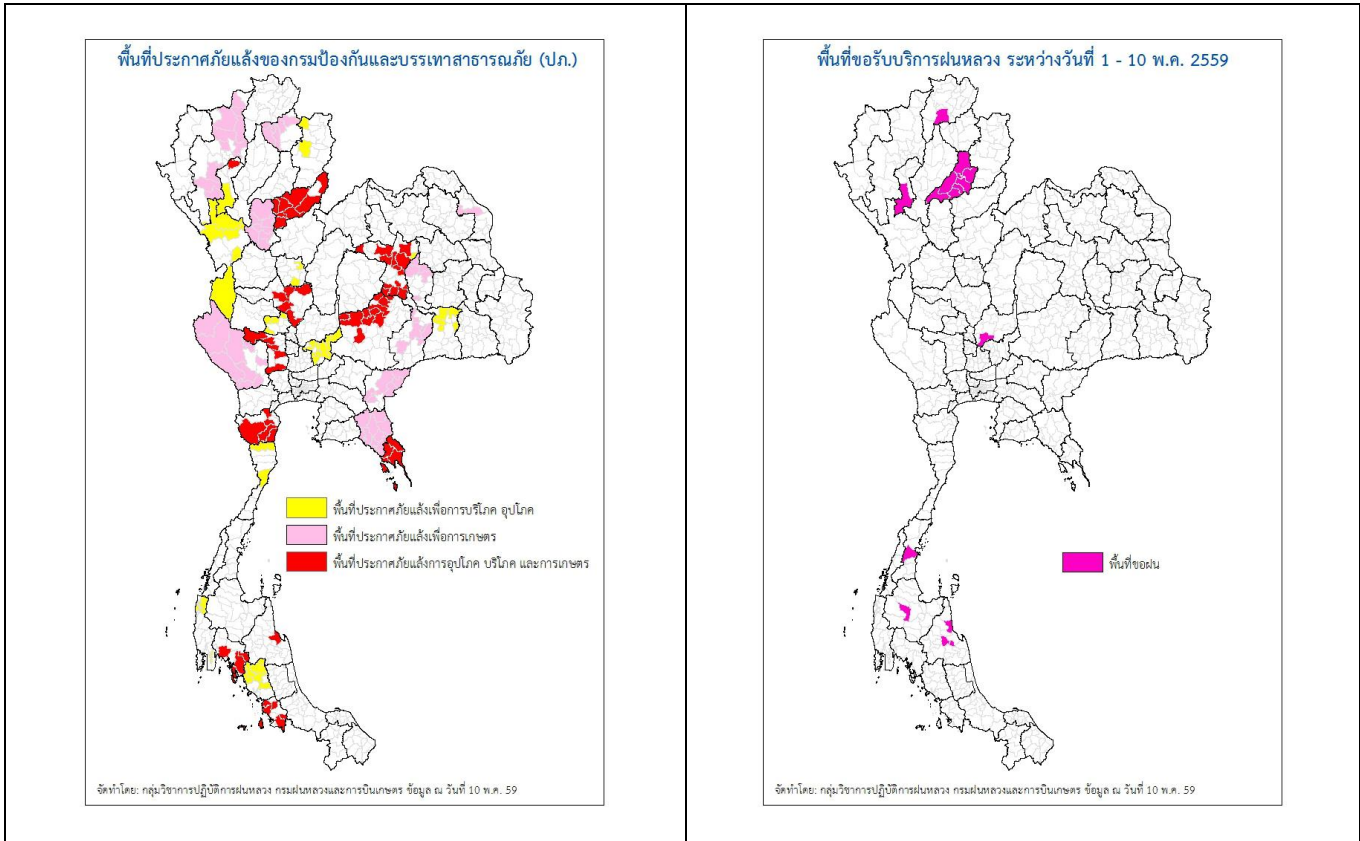 พื้นที่ประกาศภัยแล้งของกรมป้องกันและบรรเทาสาธารณภัย (ปภ.)
พื้นที่ประกาศภัยแล้งเพื่อการบริโภค อุปโภค
พื้นที่ประกาศภัยแล้งเพื่อการเกษตร
พื้นที่ประกาศภัยแล้งการอุปโภค บริโภค และการเกษตร
จัดทำโดย: กลุ่มวิชาการปฏิบัติการฝนหลวง กรมฝนหลวงและการบินเกษตร ข้อมูล ณ วันที่ 10 พ.ค. 59
พื้นที่ขอรับบริการฝนหลวง ระหว่างวันที่ 1 - 10 พ.ค. 2559
พื้นที่ขอฝน
จัดทำโดย: กลุ่มวิชาการปฏิบัติการฝนหลวง กรมฝนหลวงและการบินเกษตร ข้อมูล ณ วันที่ 10 พ.ค. 59